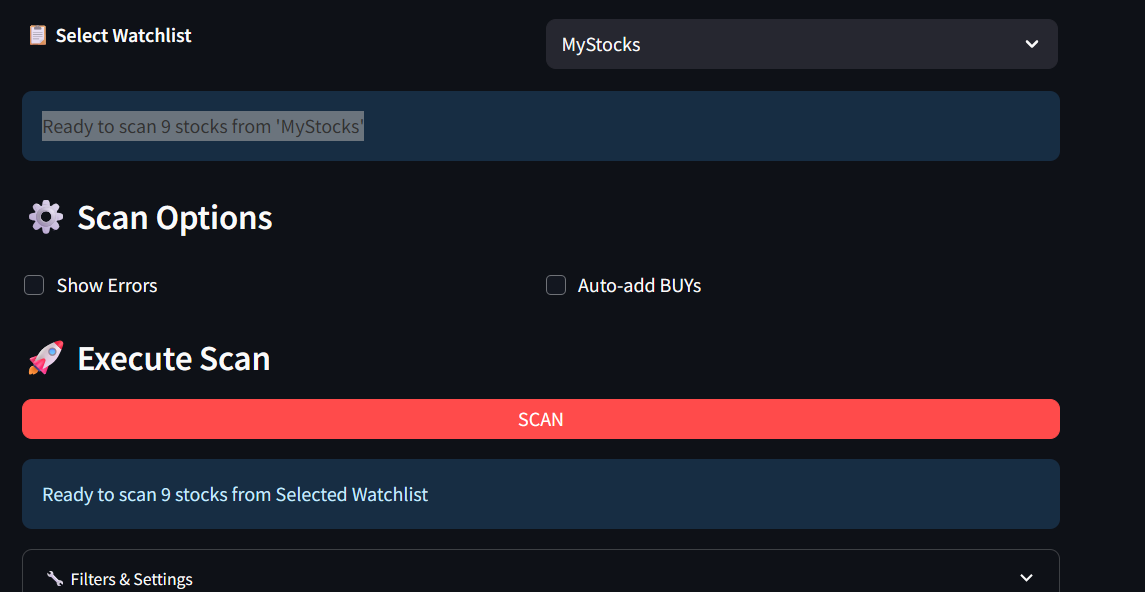 Select Watchlist
MyStocks
Ready to scan 9 stocks from 'MyStocks'
Scan Options
Show Errors
Auto-add BUYs
Execute Scan
SCAN
Ready to scan 9 stocks from Selected Watchlist
Filters & Settings